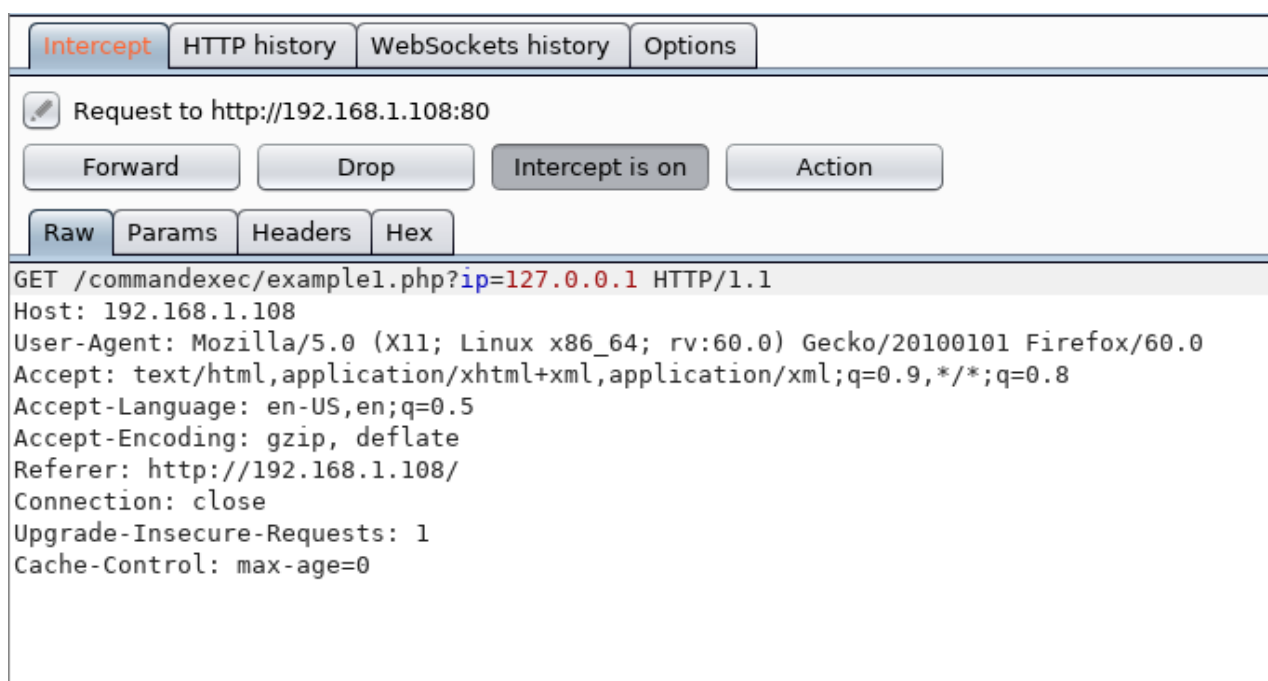 Intercept HTTP history WebSockets history Options
Request to http://192.168.1.108:80
Forward Drop Intercept is on Action
Raw Params Headers Hex
GET /commandexec/example1.php?ip=127.0.0.1 HTTP/1.1
Host: 192.168.1.108
User-Agent: Mozilla/5.0 (X11; Linux x86_64; rv:60.0) Gecko/20100101 Firefox/60.0
Accept: text/html,application/xhtml+xml,application/xml;q=0.9,*/*;q=0.8
Accept-Language: en-US,en;q=0.5
Accept-Encoding: gzip, deflate
Referer: http://192.168.1.108/
Connection: close
Upgrade-Insecure-Requests: 1
Cache-Control: max-age=0